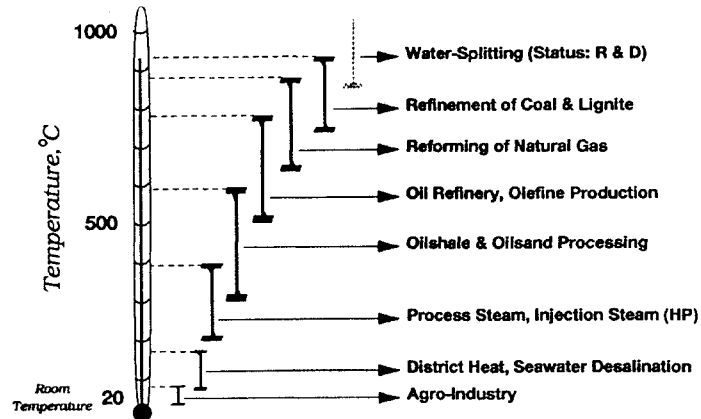 1000
Water-Splitting (Status: R & D)
Refinement of Coal & Lignite
Reforming of Natural Gas
Temperature, °C
Oil Refinery, Olefine Production
500
Oilshale & Oilsand Processing
Process Steam, Injection Steam (HP)
District Heat, Seawater Desalination
Room
Temperature
20
Agro-Industry